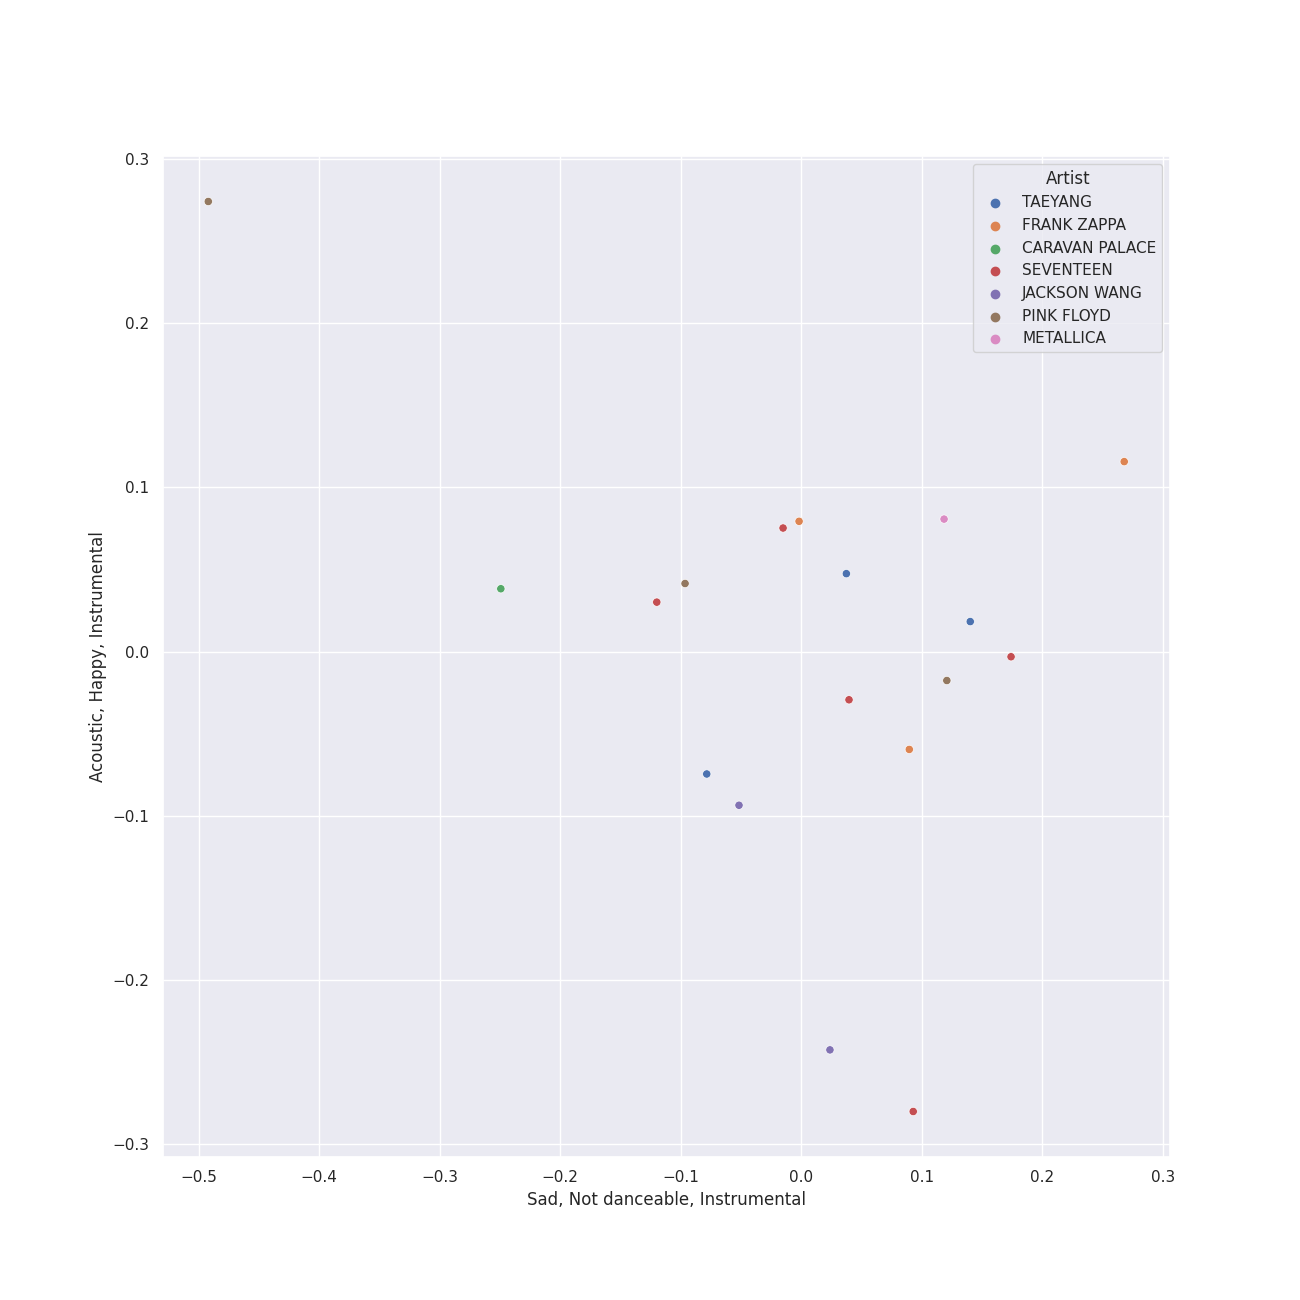 Artist
TAEYANG
FRANK ZAPPA
CARAVAN PALACE
SEVENTEEN
JACKSON WANG
PINK FLOYD
METALLICA
0.3
0.2
0.1
0.0
−0.1
−0.2
−0.3
Acoustic, Happy, Instrumental
−0.5
−0.4
−0.3
−0.2
−0.1
0.0
0.1
0.2
0.3
Sad, Not danceable, Instrumental